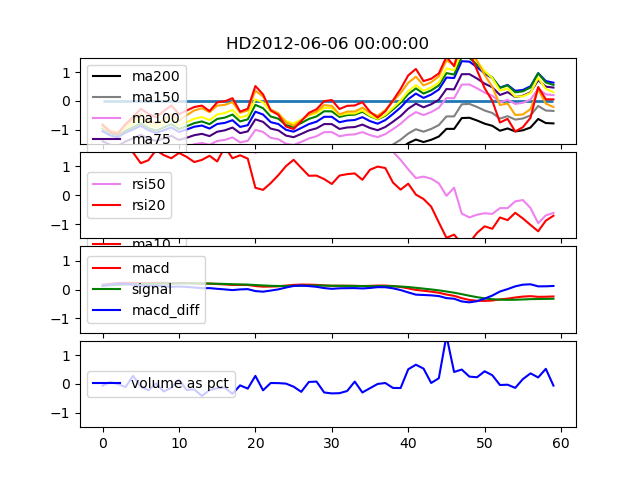 HD2012-06-06 00:00:00
1
0
−1
ma200
ma150
ma100
ma75
1
0
−1
rsi50
rsi20
ma10
1
0
−1
macd
signal
macd_diff
1
0
−1
volume as pct
0 10 20 30 40 50 60